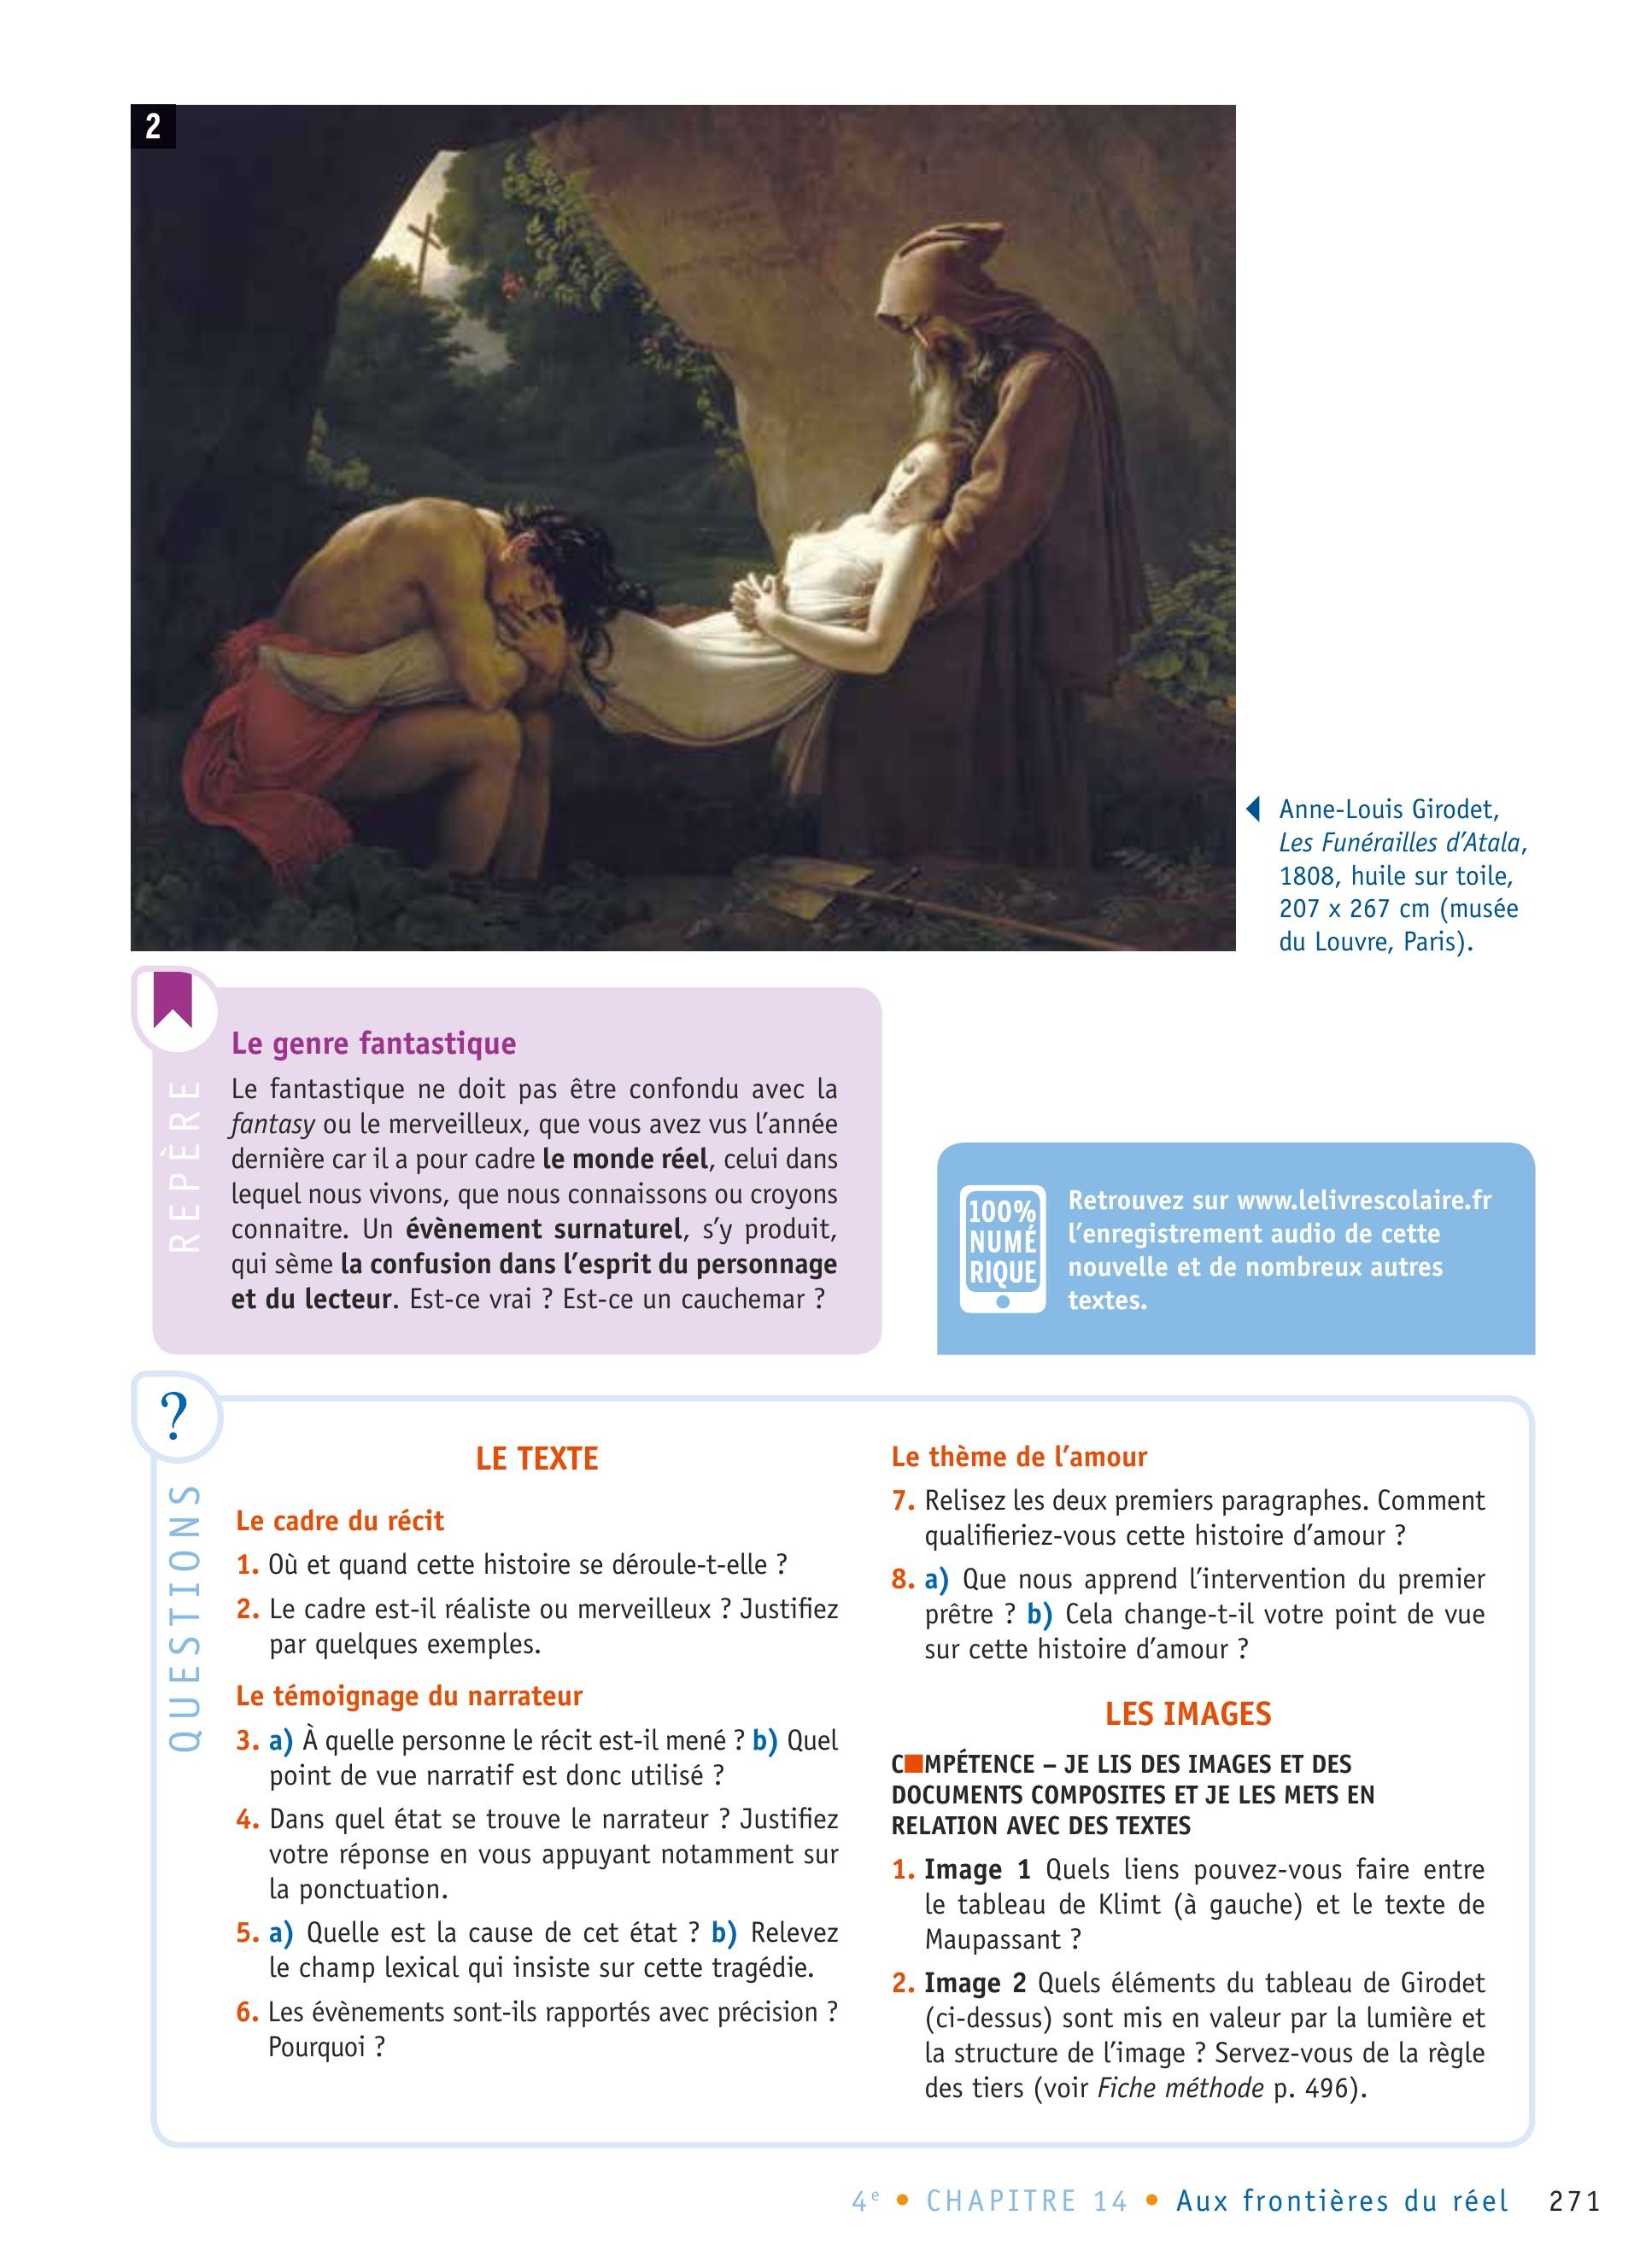 2
Anne-Louis Girodet,
Les Funérailles d'Atala,
1808, huile sur toile,
207 x 267 cm (musée
du Louvre, Paris).
REPÈRE
Le genre fantastique
Le fantastique ne doit pas être confondu avec la
fantasy ou le merveilleux, que vous avez vus l'année
dernière car il a pour cadre le monde réel, celui dans
lequel nous vivons, que nous connaissons ou croyons
connaitre. Un évènement surnaturel, s'y produit,
qui sème la confusion dans l'esprit du personnage
et du lecteur. Est-ce vrai ? Est-ce un cauchemar ?
100%
NUMÉ
RIQUE
Retrouvez sur www.lelivrescolaire.fr
l'enregistrement audio de cette
nouvelle et de nombreux autres
textes.
?
QUESTIONS
LE TEXTE
Le cadre du récit
1. Où et quand cette histoire se déroule-t-elle ?
2. Le cadre est-il réaliste ou merveilleux ? Justifiez
par quelques exemples.
Le témoignage du narrateur
3. a) À quelle personne le récit est-il mené ? b) Quel
point de vue narratif est donc utilisé ?
4. Dans quel état se trouve le narrateur ? Justifiez
votre réponse en vous appuyant notamment sur
la ponctuation.
5. a) Quelle est la cause de cet état ? b) Relevez
le champ lexical qui insiste sur cette tragédie.
6. Les évènements sont-ils rapportés avec précision ?
Pourquoi ?
Le thème de l'amour
7. Relisez les deux premiers paragraphes. Comment
qualifieriez-vous cette histoire d'amour ?
8. a) Que nous apprend l'intervention du premier
prêtre ? b) Cela change-t-il votre point de vue
sur cette histoire d'amour ?
LES IMAGES
C■MPÉTENCE – JE LIS DES IMAGES ET DES
DOCUMENTS COMPOSITES ET JE LES METS EN
RELATION AVEC DES TEXTES
1. Image 1 Quels liens pouvez-vous faire entre
le tableau de Klimt (à gauche) et le texte de
Maupassant ?
2. Image 2 Quels éléments du tableau de Girodet
(ci-dessus) sont mis en valeur par la lumière et
la structure de l'image ? Servez-vous de la règle
des tiers (voir Fiche méthode p. 496).
4e • CHAPITRE 14 • Aux frontières du réel 271